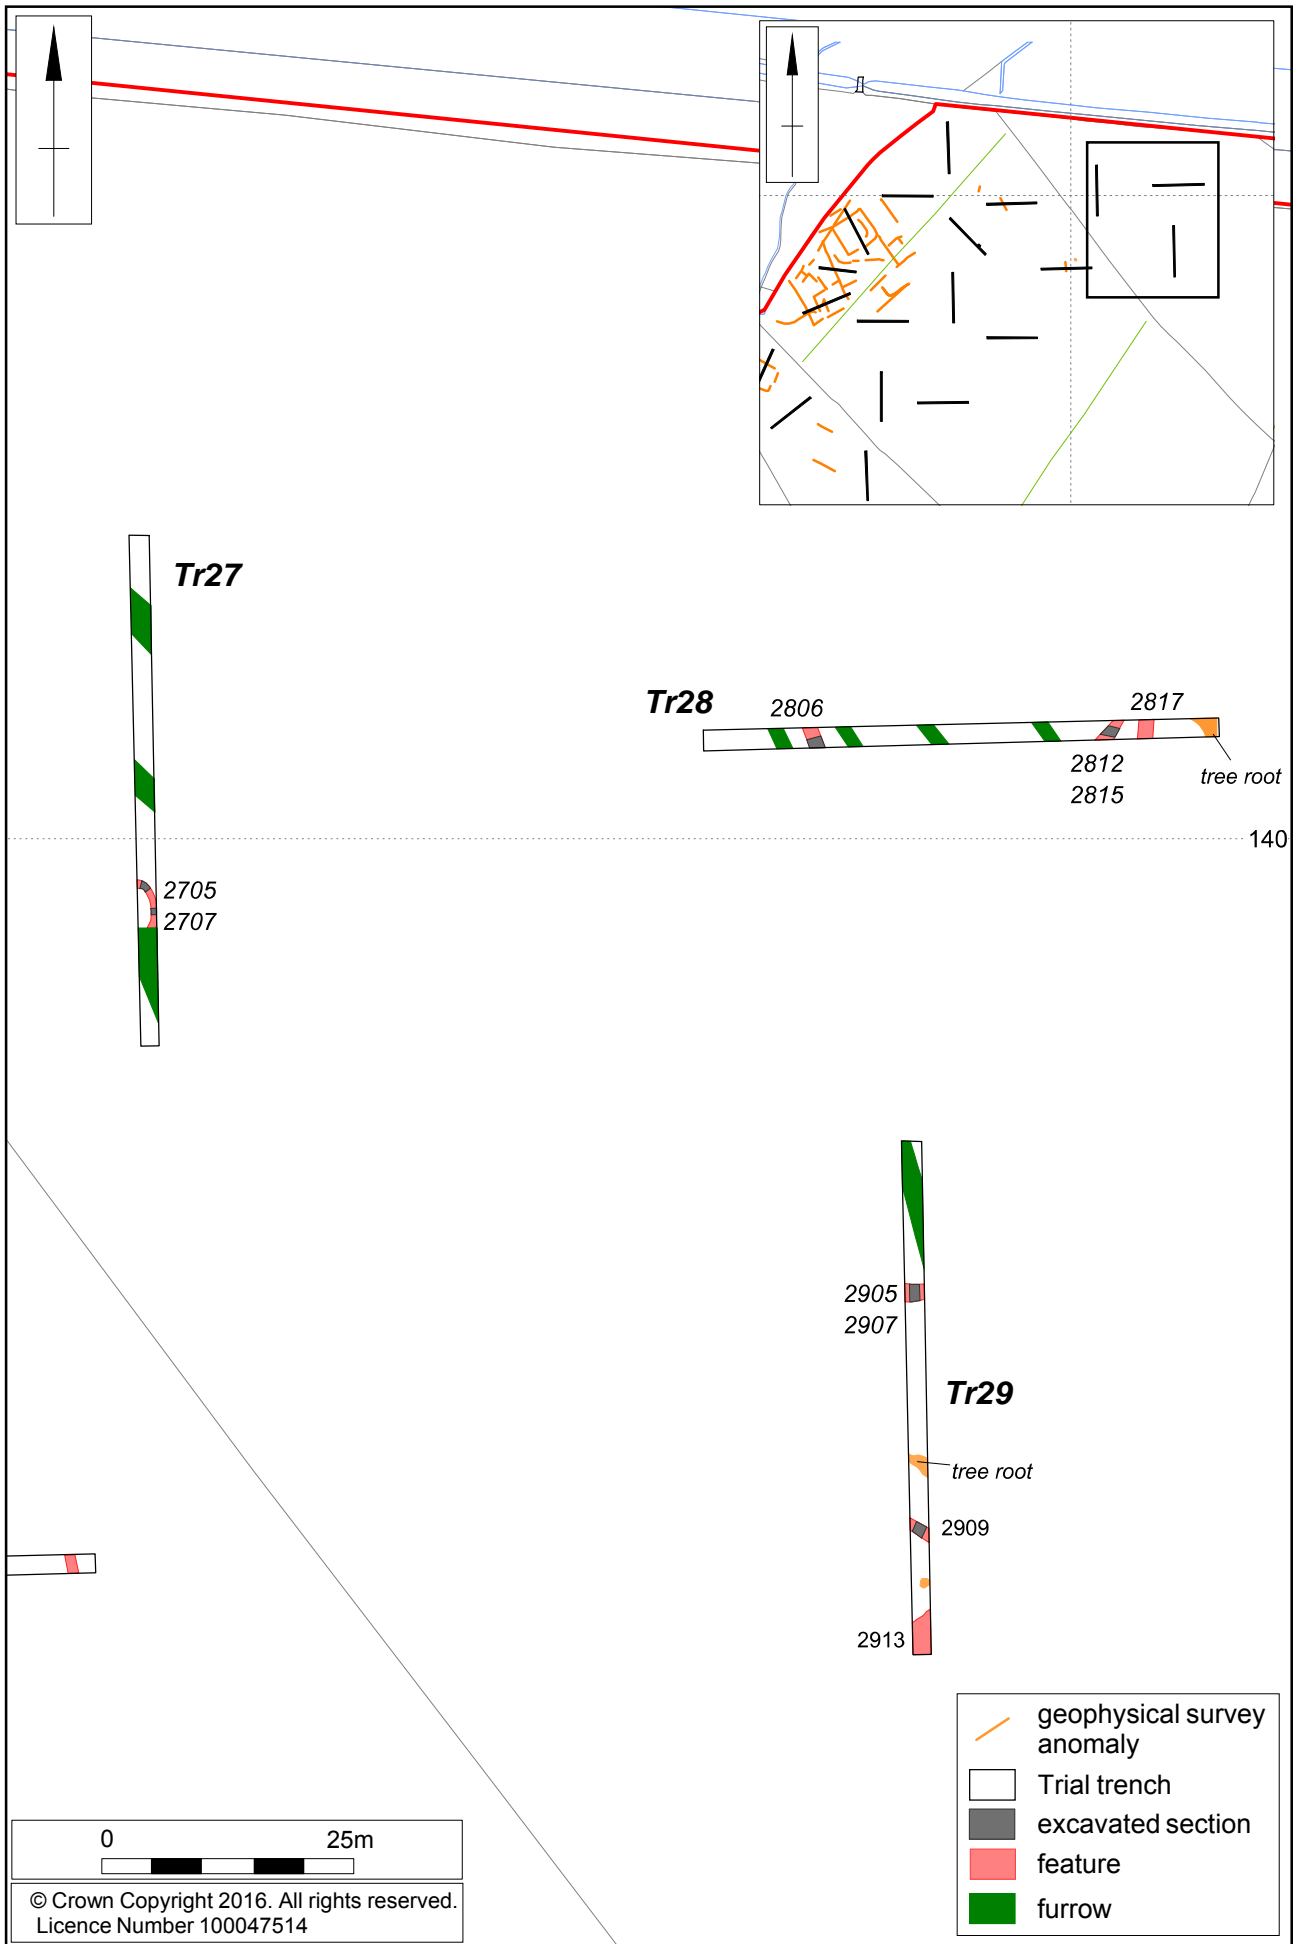 Tr27
Tr28
2806
2817
2812
2815
tree root
140
2705
2707
2905
2907
Tr29
tree root
2909
2913
geophysical survey
anomaly
Trial trench
excavated section
feature
furrow
0 25m
© Crown Copyright 2016. All rights reserved.
Licence Number 100047514